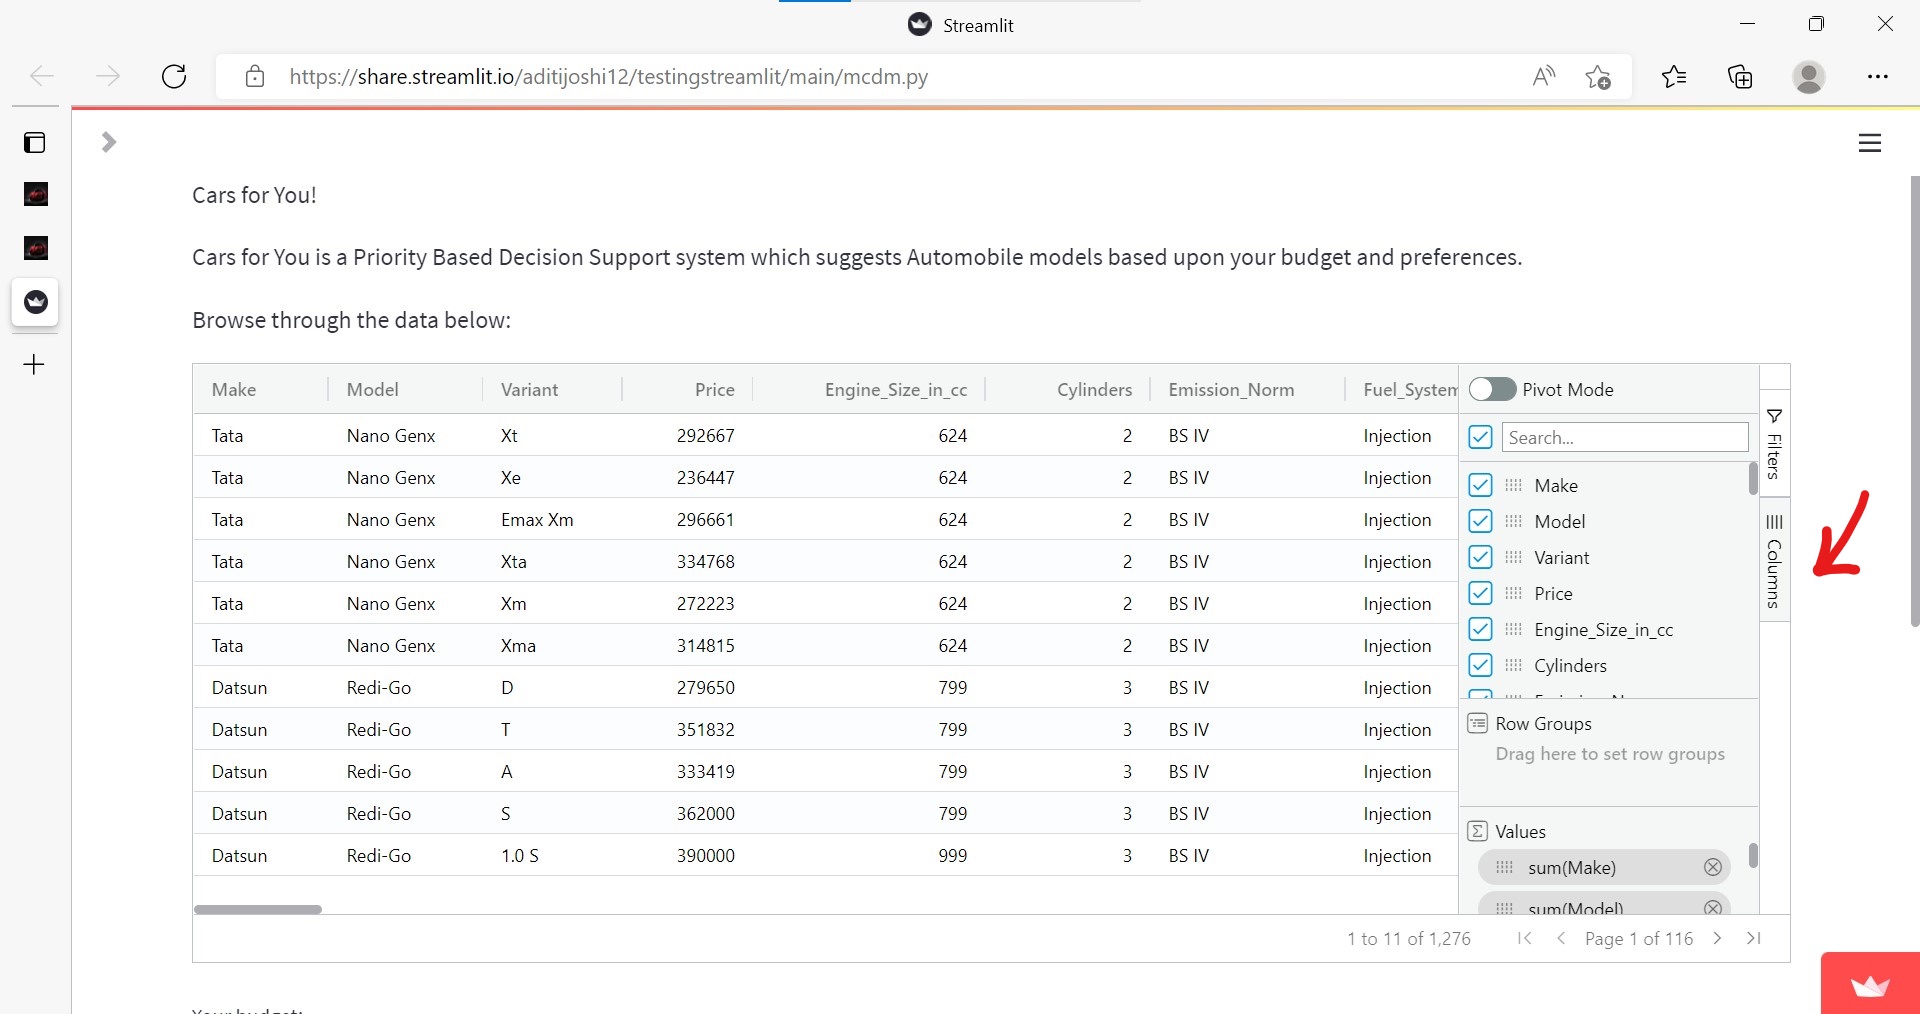 Streamlit
https://share.streamlit.io/aditijoshi12/testingstreamlit/main/mcdm.py
Cars for You!
Cars for You is a Priority Based Decision Support system which suggests Automobile models based upon your budget and preferences.
Browse through the data below:
Make Model Variant Price Engine_Size_in_cc Cylinders Emission_Norm Fuel_System
Tata Nano Genx Xt 292667 624 2 BS IV Injection
Tata Nano Genx Xe 236447 624 2 BS IV Injection
Tata Nano Genx Emax Xm 296661 624 2 BS IV Injection
Tata Nano Genx Xta 334768 624 2 BS IV Injection
Tata Nano Genx Xm 272223 624 2 BS IV Injection
Tata Nano Genx Xma 314815 624 2 BS IV Injection
Datsun Redi-Go D 279650 799 3 BS IV Injection
Datsun Redi-Go T 351832 799 3 BS IV Injection
Datsun Redi-Go A 333419 799 3 BS IV Injection
Datsun Redi-Go S 362000 799 3 BS IV Injection
Datsun Redi-Go 1.0 S 390000 999 3 BS IV Injection
Pivot Mode
Search...
Make
Model
Variant
Price
Engine_Size_in_cc
Cylinders
Row Groups
Drag here to set row groups
Values
sum(Make)
sum(Model)
Filters
Columns
1 to 11 of 1,276 Page 1 of 116
Your budget: